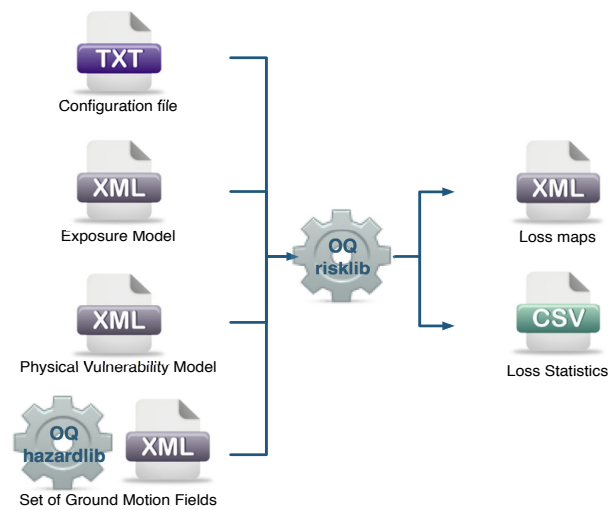 TXT
Configuration file
XML
Exposure Model
XML
Physical Vulnerability Model
OQ
hazardlib
XML
Set of Ground Motion Fields
OQ
risklib
XML
Loss maps
CSV
Loss Statistics